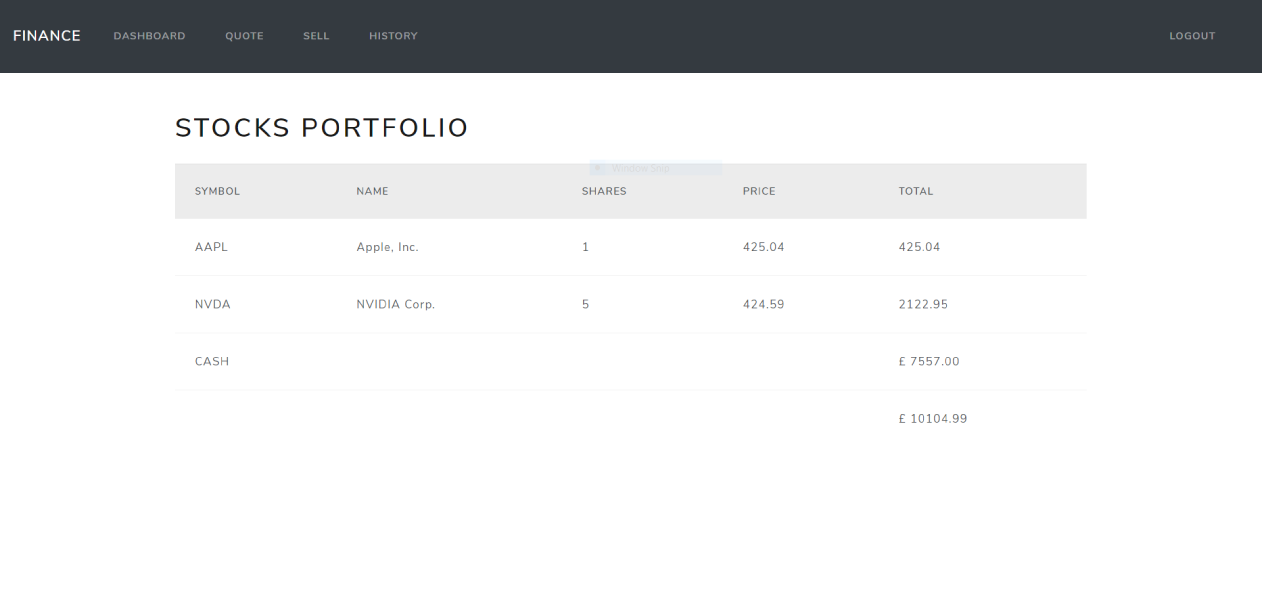 FINANCE DASHBOARD QUOTE SELL HISTORY LOGOUT
STOCKS PORTFOLIO
Window Snip
SYMBOL NAME SHARES PRICE TOTAL
AAPL Apple, Inc. 1 425.04 425.04
NVDA NVIDIA Corp. 5 424.59 2122.95
CASH £ 7557.00
£ 10104.99